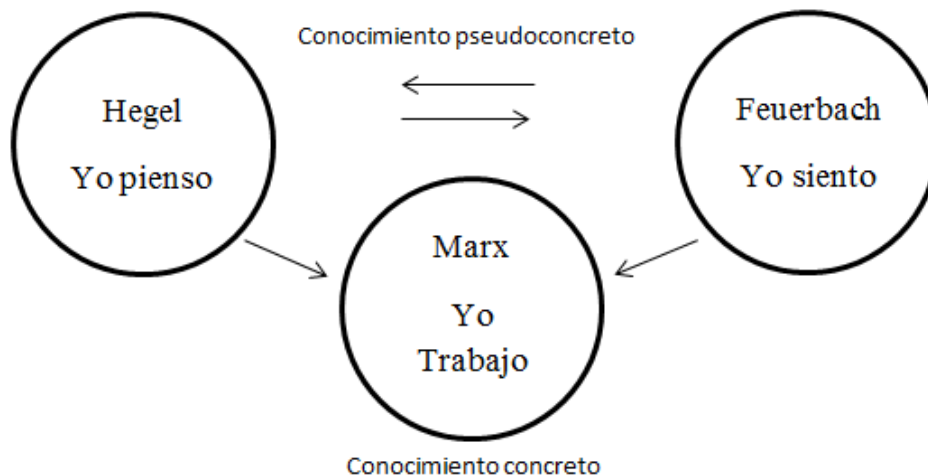 Conocimiento pseudoconcreto
Hegel
Yo pienso
Feuerbach
Yo siento
Marx
Yo
Trabajo
Conocimiento concreto